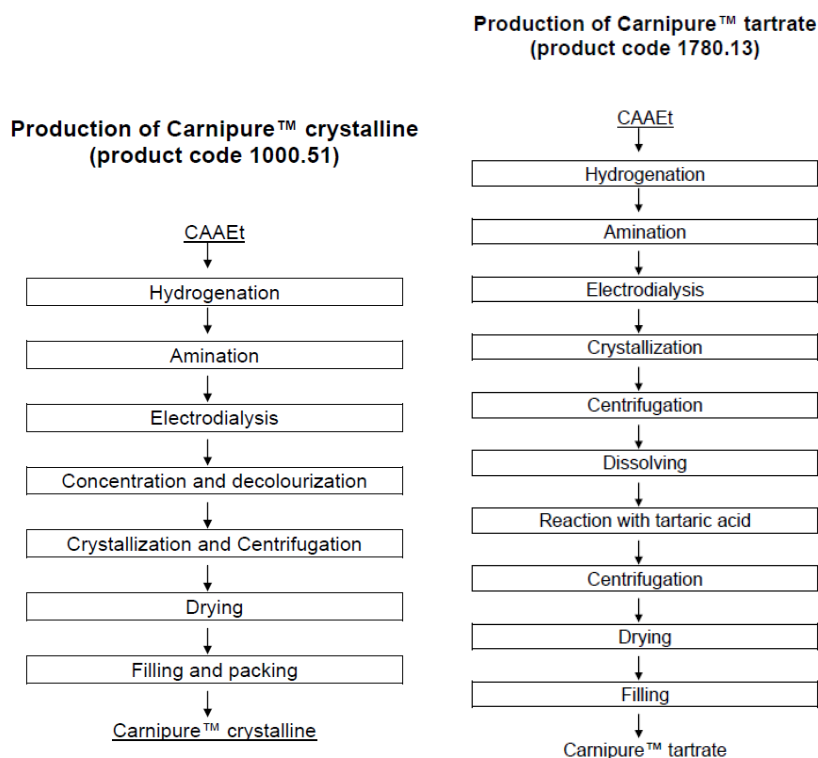 Production of Carnipure™ crystalline
(product code 1000.51)
CAAEt
Hydrogenation
Amination
Electrodialysis
Concentration and decolourization
Crystallization and Centrifugation
Drying
Filling and packing
Carnipure™ crystalline
Production of Carnipure™ tartrate
(product code 1780.13)
CAAEt
Hydrogenation
Amination
Electrodialysis
Crystallization
Centrifugation
Dissolving
Reaction with tartaric acid
Centrifugation
Drying
Filling
Carnipure™ tartrate